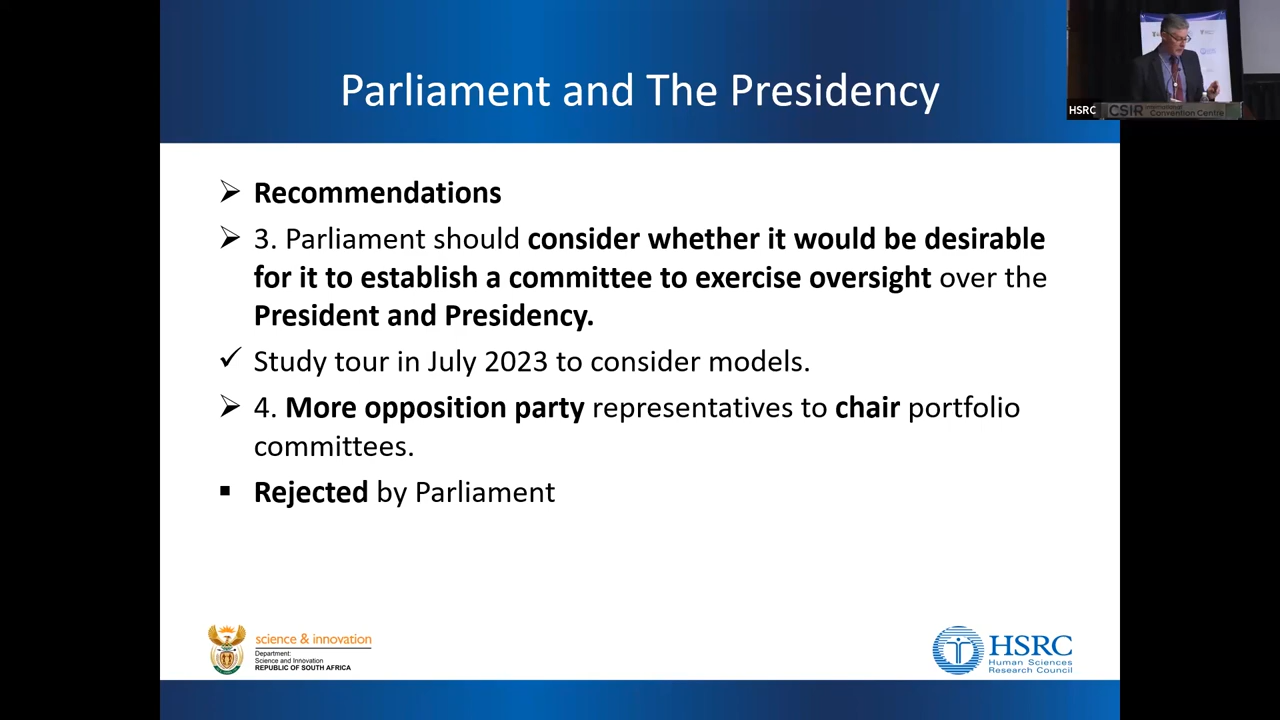 Parliament and The Presidency
HSRC
CSIR International
Convention Centre
➢ Recommendations
➢ 3. Parliament should consider whether it would be desirable
for it to establish a committee to exercise oversight over the
President and Presidency.
✓ Study tour in July 2023 to consider models.
➢ 4. More opposition party representatives to chair portfolio
committees.
▪ Rejected by Parliament
science & innovation
Department:
Science and Innovation
REPUBLIC OF SOUTH AFRICA
HSRC
Human Sciences
Research Council